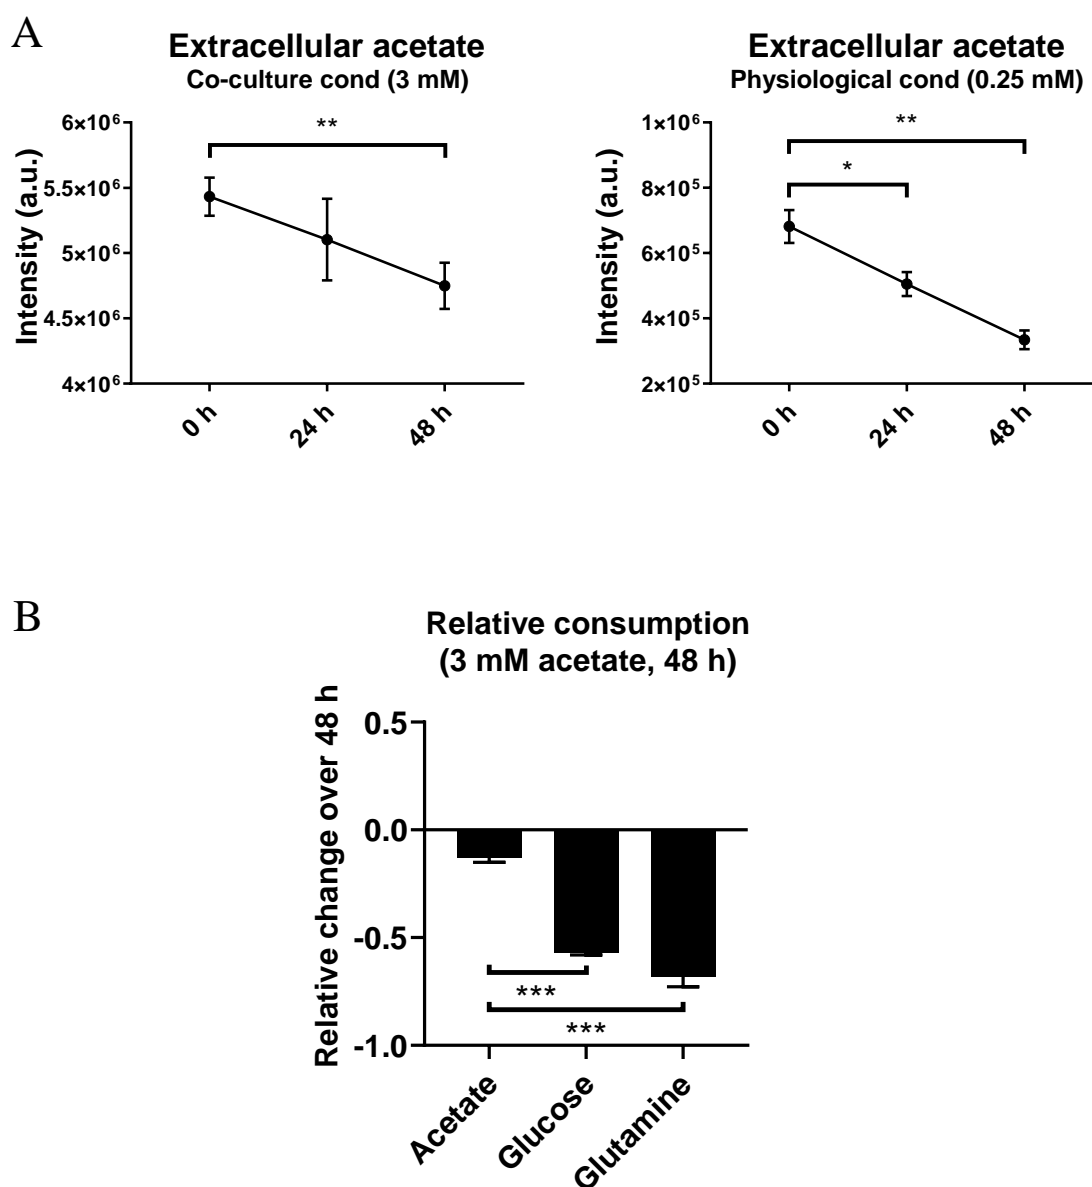 A
Extracellular acetate
Co-culture cond (3 mM)
Intensity (a.u.)
6×10⁶
5.5×10⁶
5×10⁶
4.5×10⁶
4×10⁶
**
0 h
24 h
48 h
Extracellular acetate
Physiological cond (0.25 mM)
Intensity (a.u.)
1×10⁶
8×10⁵
6×10⁵
4×10⁵
2×10⁵
**
*
0 h
24 h
48 h
B
Relative consumption
(3 mM acetate, 48 h)
Relative change over 48 h
0.5
0.0
-0.5
-1.0
***
***
Acetate
Glucose
Glutamine